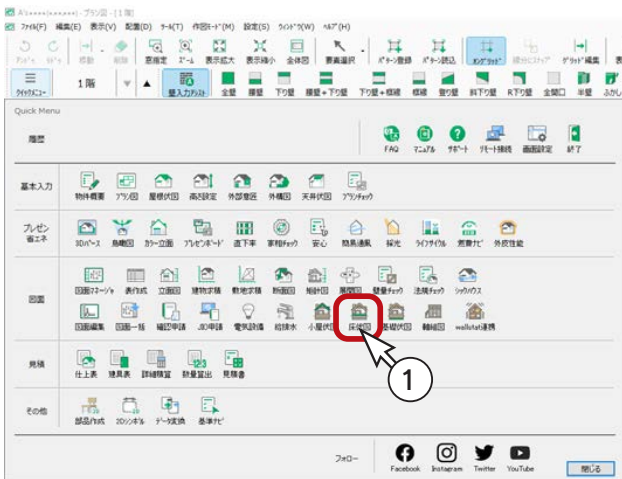 プラン図 - [1 階]
ファイル(F) 編集(E) 表示(V) 配置(D) ツール(T) 作図モード(M) 設定(S) ウインドウ(W) ヘルプ(H)
移動 削除 窓指定 ズーム 表示拡大 表示縮小 全体図 要素選択 パターン登録 パターン読込 グリッド編集
クイックメニュー 1 階 壁入力アシスト 全壁 腰壁 下り壁 腰壁+下り壁 下り壁+框 框壁 登り壁 斜下り壁 R下り壁 全開口 半壁
Quick Menu
履歴
FAQ マニュアル サポート リモート接続 画面設定 終了
基本入力
物件概要 プラン図 屋根伏図 高さ設定 外部意匠 外構図 天井伏図 プランチェック
プレゼン
省エネ
3Dパース 鳥瞰図 カラー立面 プレゼンボード 直下率 家相チェック 安心 簡易通風 採光 ライフサイクル 燃費ナビ 外皮性能
図面
図面マネージャ 表作成 立面図 建物求積 敷地求積 断面図 矩計図 展開図 壁量チェック 法規チェック シックハウス
図面編集 図面一括 確認申請 JIO申請 電気設備 給排水 小屋伏図 床伏図 基礎伏図 軸組図 wallstat連携
1
見積
仕上表 建具表 詳細積算 数量算出 見積書
その他
部品作成 2Dシンボル データ変換 基準ナビ
フォロー
Facebook Instagram Twitter YouTube
閉じる